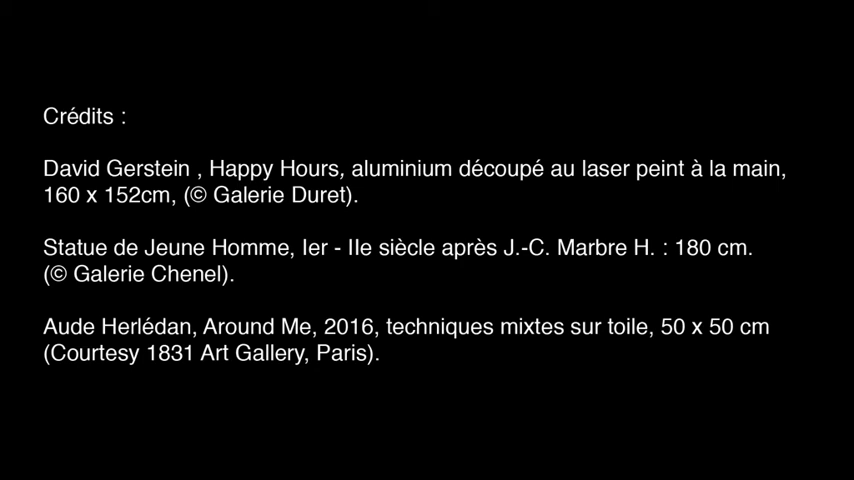 Crédits :
David Gerstein , Happy Hours, aluminium découpé au laser peint à la main,
160 x 152cm, (© Galerie Duret).
Statue de Jeune Homme, Ier - IIe siècle après J.-C. Marbre H. : 180 cm.
(© Galerie Chenel).
Aude Herlédan, Around Me, 2016, techniques mixtes sur toile, 50 x 50 cm
(Courtesy 1831 Art Gallery, Paris).